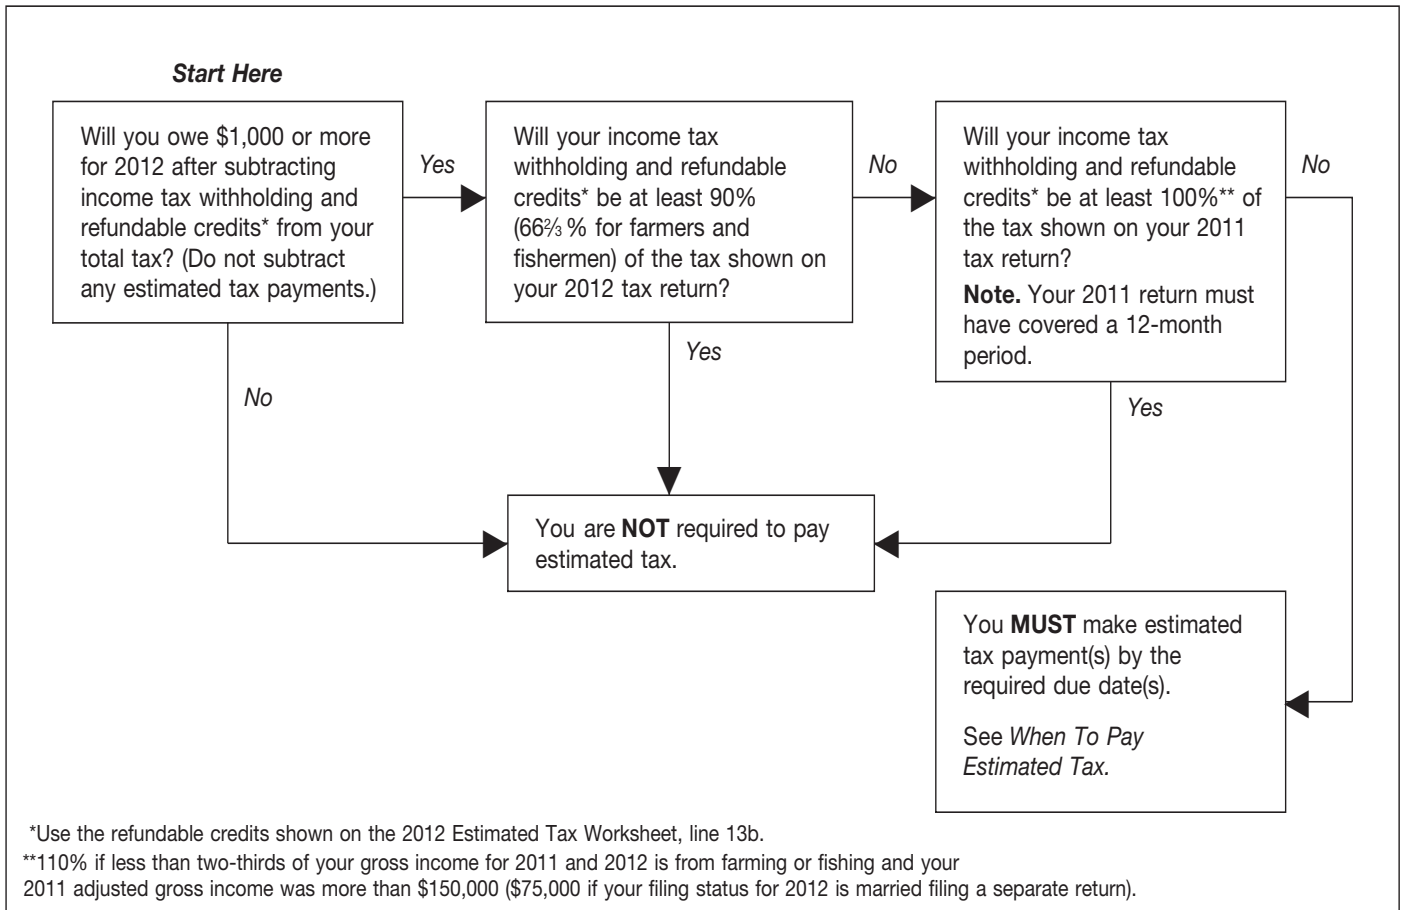 Start Here
Will you owe $1,000 or more
for 2012 after subtracting
income tax withholding and
refundable credits* from your
total tax? (Do not subtract
any estimated tax payments.)
Yes
No
Will your income tax
withholding and refundable
credits* be at least 90%
(66⅔ % for farmers and
fishermen) of the tax shown on
your 2012 tax return?
No
Yes
Will your income tax
withholding and refundable
credits* be at least 100%** of
the tax shown on your 2011
tax return?
Note. Your 2011 return must
have covered a 12-month
period.
No
Yes
You are NOT required to pay
estimated tax.
You MUST make estimated
tax payment(s) by the
required due date(s).
See When To Pay
Estimated Tax.
*Use the refundable credits shown on the 2012 Estimated Tax Worksheet, line 13b.
**110% if less than two-thirds of your gross income for 2011 and 2012 is from farming or fishing and your
2011 adjusted gross income was more than $150,000 ($75,000 if your filing status for 2012 is married filing a separate return).